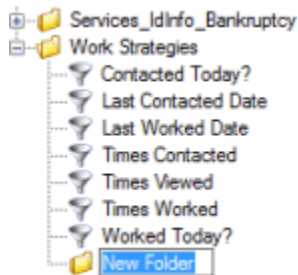 Services_IdInfo_Bankruptcy
Work Strategies
Contacted Today?
Last Contacted Date
Last Worked Date
Times Contacted
Times Viewed
Times Worked
Worked Today?
New Folder